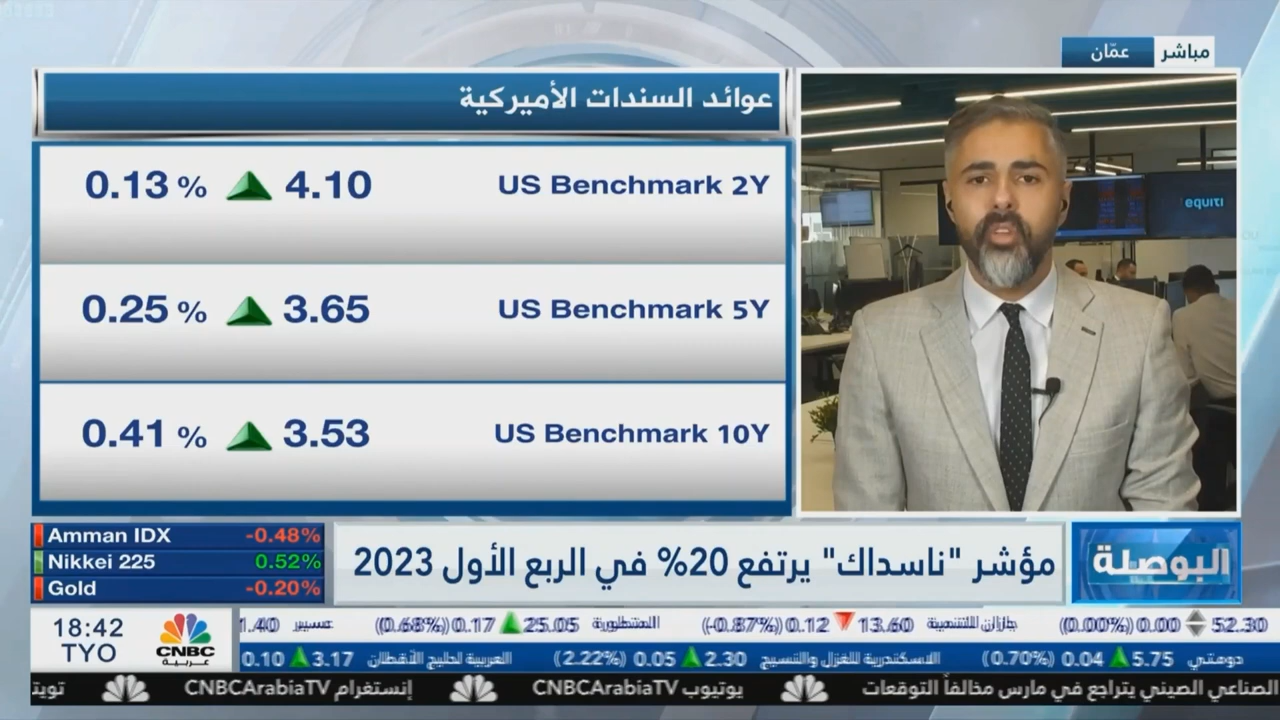 مباشر عمّان
عوائد السندات الأميركية
US Benchmark 2Y 4.10 0.13 %
US Benchmark 5Y 3.65 0.25 %
US Benchmark 10Y 3.53 0.41 %
equiti
البوصلة
مؤشر "ناسداك" يرتفع 20% في الربع الأول 2023
Amman IDX -0.48%
Nikkei 225 0.52%
Gold -0.20%
18:42
TYO
CNBC
عربية
52.30 0.00 (0.00%) جازان للتنمية 13.60 0.12 (-0.87%) المتطورة 25.05 0.17 (0.68%) عسير 1.40
دومتي 5.75 0.04 (0.70%) الاسكندرية للغزل والنسيج 2.30 0.05 (2.22%) العربية لحليج الأقطان 3.17 0.10
الصناعي الصيني يتراجع في مارس مخالفاً التوقعات يوتيوب CNBCArabiaTV إنستغرام CNBCArabiaTV تويت